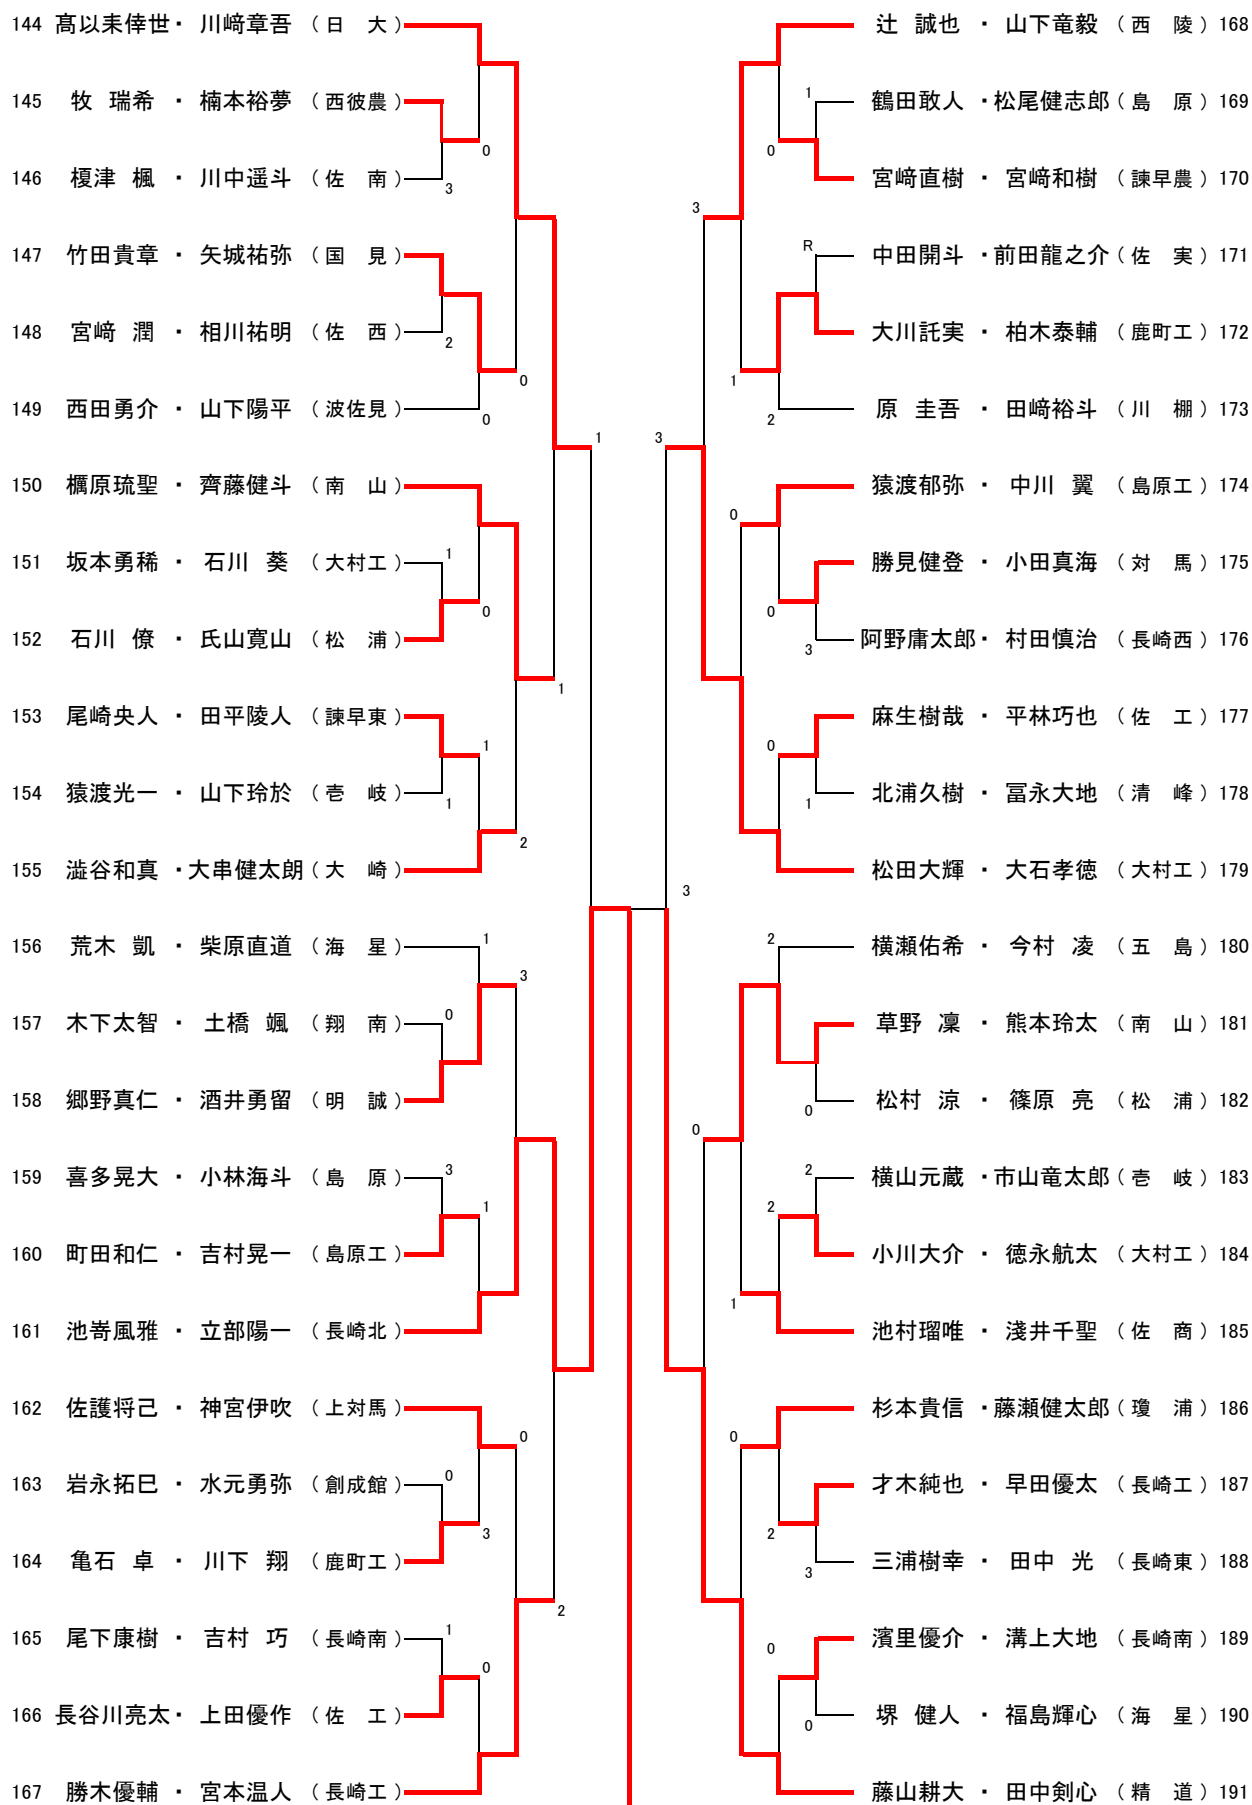 144 髙以耒倖世・ 川﨑章吾 （ 日 大 ）
145 牧 瑞希 ・ 楠本裕夢 （ 西彼農 ）
0
146 榎津 楓 ・ 川中遥斗 （ 佐 南 ）
3
147 竹田貴章 ・ 矢城祐弥 （ 国 見 ）
148 宮﨑 潤 ・ 相川祐明 （ 佐 西 ）
2
0
149 西田勇介 ・ 山下陽平 （ 波佐見 ）
0
1
150 櫔原琉聖 ・ 齊藤健斗 （ 南 山 ）
151 坂本勇稀 ・ 石川 葵 （ 大村工 ）
1
0
152 石川 僚 ・ 氏山寛山 （ 松 浦 ）
1
153 尾崎央人 ・ 田平陵人 （ 諫早東 ）
1
154 猿渡光一 ・ 山下玲於 （ 壱 岐 ）
1
2
155 澁谷和真 ・ 大串健太朗 （ 大 崎 ）
156 荒木 凱 ・ 柴原直道 （ 海 星 ）
1
3
157 木下太智 ・ 土橋 颯 （ 翔 南 ）
0
158 郷野真仁 ・ 酒井勇留 （ 明 誠 ）
159 喜多晃大 ・ 小林海斗 （ 島 原 ）
3
1
160 町田和仁 ・ 吉村晃一 （ 島原工 ）
161 池嵜風雅 ・ 立部陽一 （ 長崎北 ）
162 佐護将己 ・ 神宮伊吹 （ 上対馬 ）
0
163 岩永拓巳 ・ 水元勇弥 （ 創成館 ）
0
3
164 亀石 卓 ・ 川下 翔 （ 鹿町工 ）
2
165 尾下康樹 ・ 吉村 巧 （ 長崎南 ）
1
0
166 長谷川亮太・ 上田優作 （ 佐 工 ）
167 勝木優輔 ・ 宮本温人 （ 長崎工 ）
辻 誠也 ・ 山下竜毅 （ 西 陵 ） 168
1
鶴田敢人 ・ 松尾健志郎 （ 島 原 ） 169
0
宮﨑直樹 ・ 宮﨑和樹 （ 諫早農 ） 170
3
R
中田開斗 ・ 前田龍之介 （ 佐 実 ） 171
大川託実 ・ 柏木泰輔 （ 鹿町工 ） 172
1
原 圭吾 ・ 田﨑裕斗 （ 川 棚 ） 173
2
3
猿渡郁弥 ・ 中川 翼 （ 島原工 ） 174
0
勝見健登 ・ 小田真海 （ 対 馬 ） 175
0
阿野庸太郎・ 村田慎治 （ 長崎西 ） 176
3
麻生樹哉 ・ 平林巧也 （ 佐 工 ） 177
0
北浦久樹 ・ 冨永大地 （ 清 峰 ） 178
1
松田大輝 ・ 大石孝徳 （ 大村工 ） 179
3
2
横瀬佑希 ・ 今村 凌 （ 五 島 ） 180
草野 凜 ・ 熊本玲太 （ 南 山 ） 181
松村 涼 ・ 篠原 亮 （ 松 浦 ） 182
0
0
2
横山元蔵 ・ 市山竜太郎 （ 壱 岐 ） 183
2
小川大介 ・ 徳永航太 （ 大村工 ） 184
1
池村瑠唯 ・ 淺井千聖 （ 佐 商 ） 185
杉本貴信 ・ 藤瀬健太郎 （ 瓊 浦 ） 186
0
才木純也 ・ 早田優太 （ 長崎工 ） 187
2
三浦樹幸 ・ 田中 光 （ 長崎東 ） 188
3
濱里優介 ・ 溝上大地 （ 長崎南 ） 189
0
堺 健人 ・ 福島輝心 （ 海 星 ） 190
0
藤山耕大 ・ 田中剣心 （ 精 道 ） 191